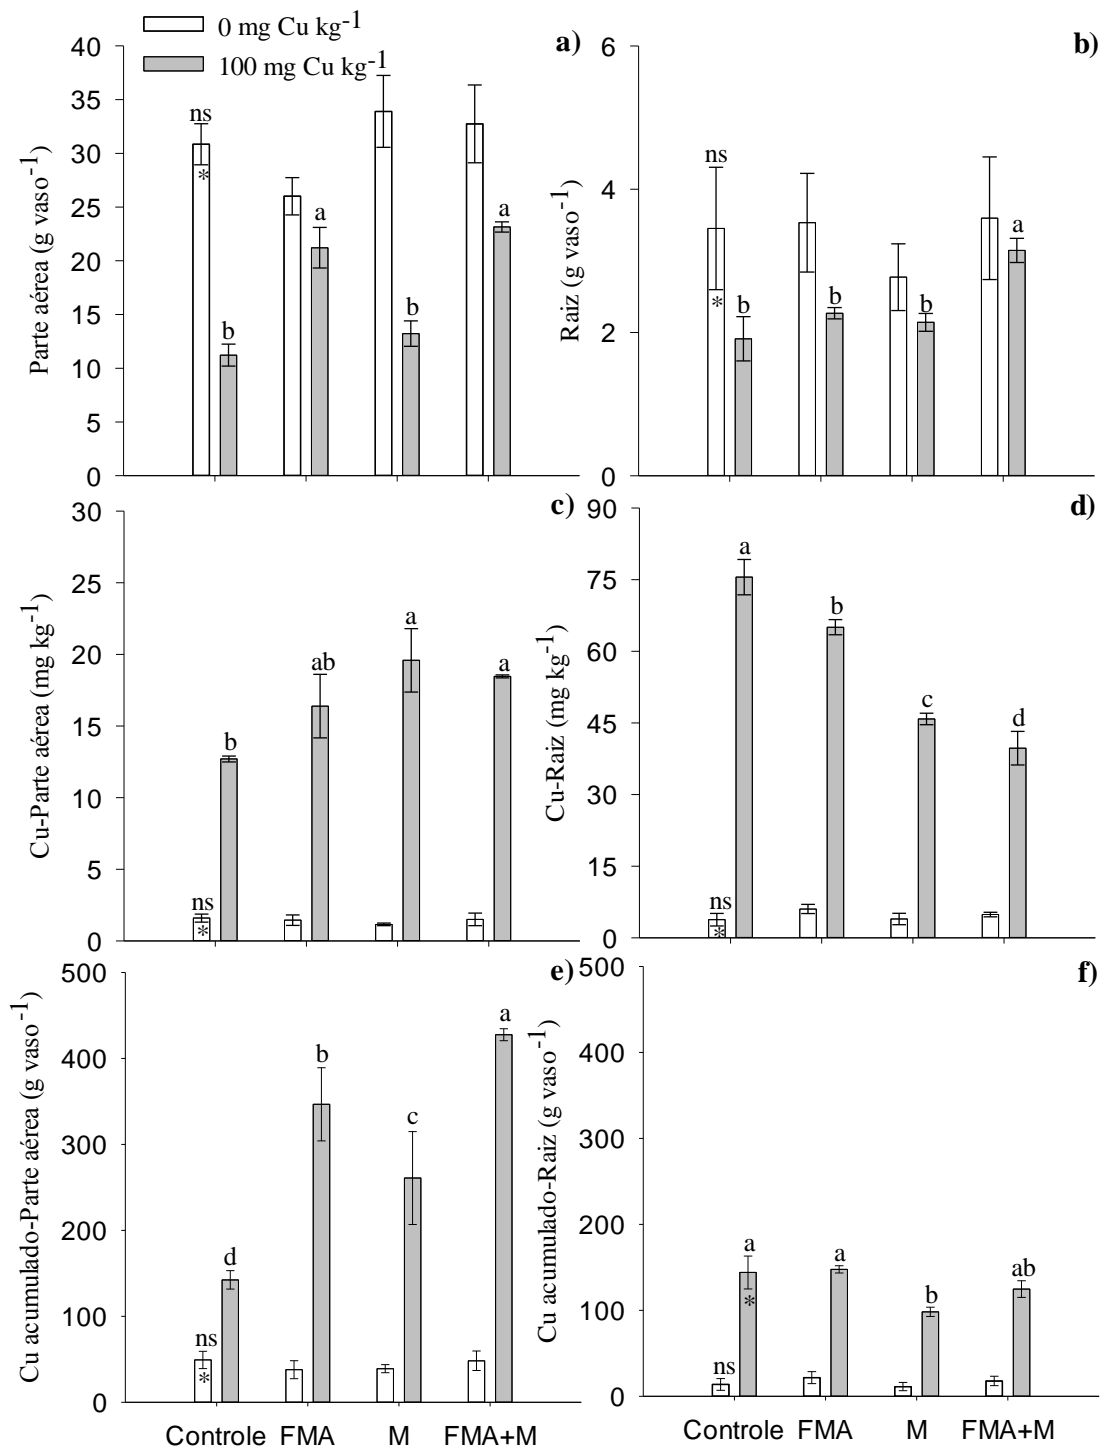 0 mg Cu kg-1
100 mg Cu kg-1
a)
Parte aérea (g vaso-1)
40
35
30
25
20
15
10
5
0
ns
*
b
a
b
a
b)
Raiz (g vaso-1)
6
4
2
0
ns
*
b
b
b
a
c)
Cu-Parte aérea (mg kg-1)
30
25
20
15
10
5
0
ns
*
b
ab
a
a
d)
Cu-Raiz (mg kg-1)
90
75
60
45
30
15
0
ns
*
a
b
c
d
e)
Cu acumulado-Parte aérea (g vaso-1)
500
400
300
200
100
0
ns
*
d
b
c
a
Controle FMA M FMA+M
f)
Cu acumulado-Raiz (g vaso-1)
500
400
300
200
100
0
ns
a
*
a
b
ab
Controle FMA M FMA+M